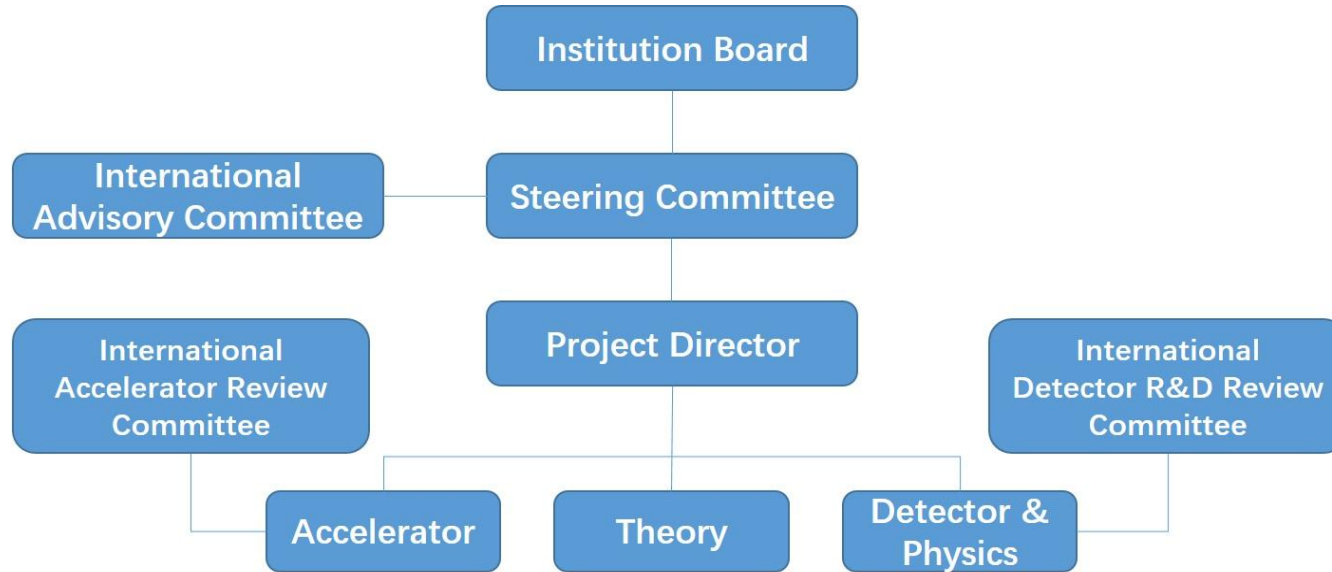 Institution Board
International
Advisory Committee
Steering Committee
Project Director
International
Accelerator Review
Committee
International
Detector R&D Review
Committee
Accelerator
Theory
Detector &
Physics